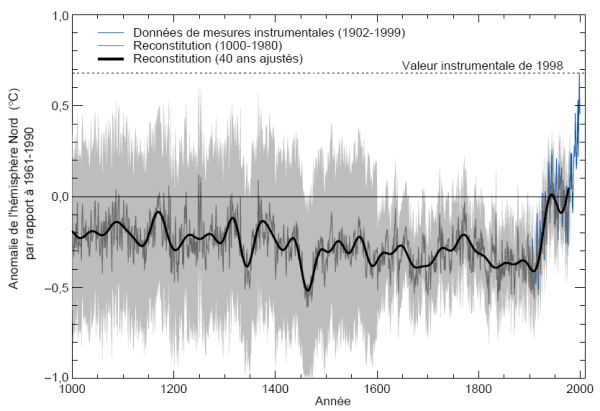 1,0
Données de mesures instrumentales (1902-1999)
Reconstitution (1000-1980)
Reconstitution (40 ans ajustés)
Valeur instrumentale de 1998
0,5
0,0
−0,5
−1,0
Anomalie de l'hémisphère Nord (°C)
par rapport à 1961-1990
1000 1200 1400 1600 1800 2000
Année